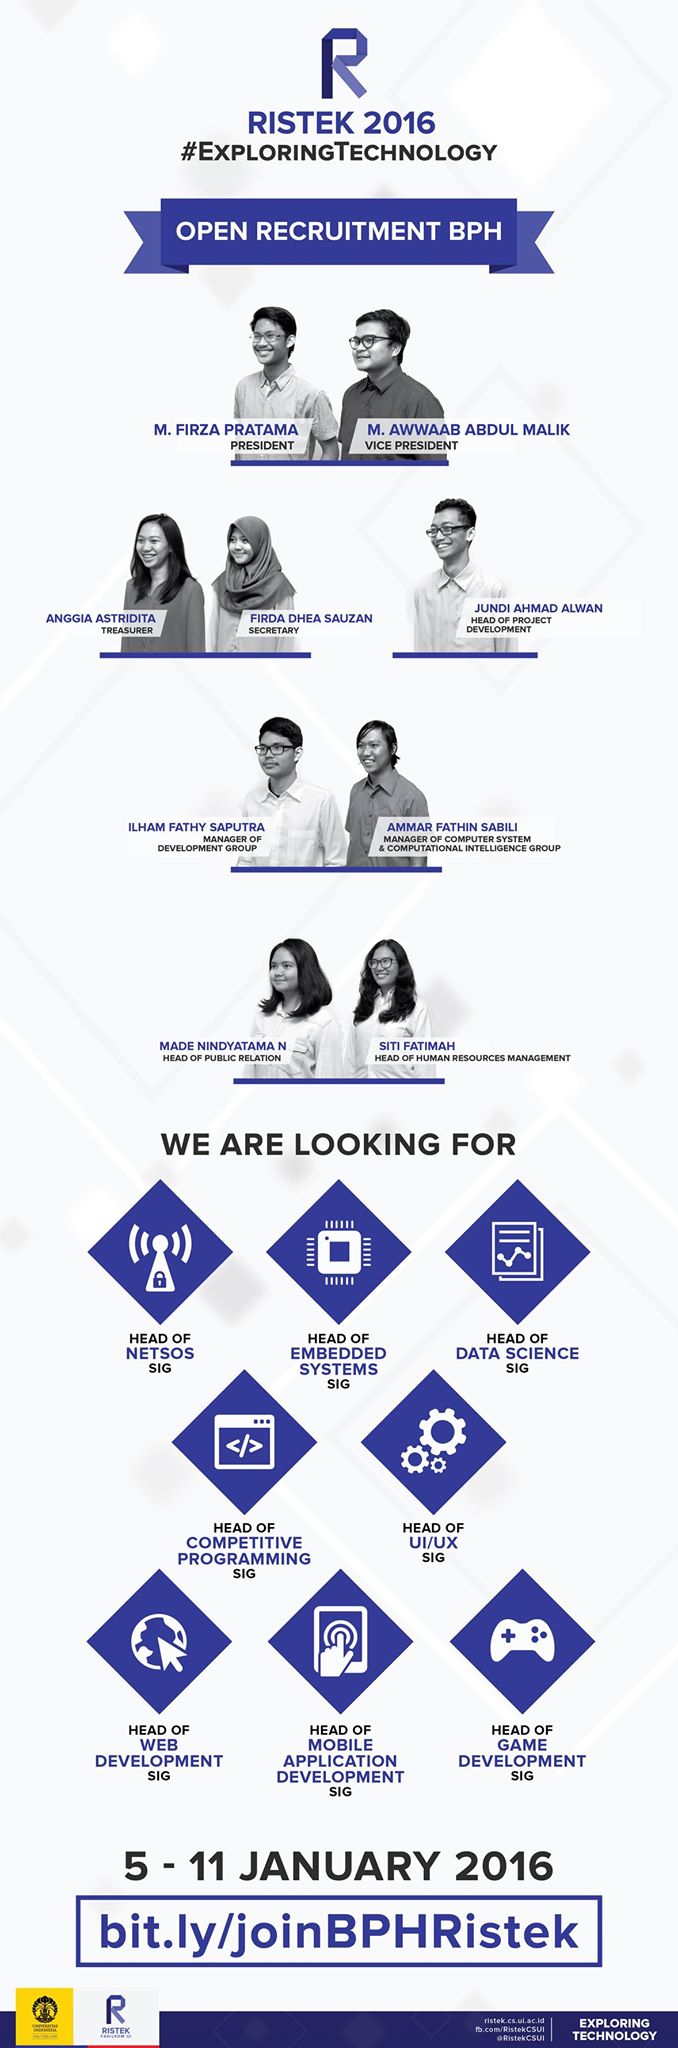 RISTEK 2016
#EXPLORINGTECHNOLOGY
OPEN RECRUITMENT BPH
M. FIRZA PRATAMA
PRESIDENT
M. AWWAAB ABDUL MALIK
VICE PRESIDENT
ANGGIA ASTRIDITA
TREASURER
FIRDA DHEA SAUZAN
SECRETARY
JUNDI AHMAD ALWAN
HEAD OF PROJECT
DEVELOPMENT
ILHAM FATHY SAPUTRA
MANAGER OF
DEVELOPMENT GROUP
AMMAR FATHIN SABILI
MANAGER OF COMPUTER SYSTEM
& COMPUTATIONAL INTELLIGENCE GROUP
MADE NINDYATAMA N
HEAD OF PUBLIC RELATION
SITI FATIMAH
HEAD OF HUMAN RESOURCES MANAGEMENT
WE ARE LOOKING FOR
HEAD OF
NETSOS
SIG
HEAD OF
EMBEDDED
SYSTEMS
SIG
HEAD OF
DATA SCIENCE
SIG
</>
HEAD OF
COMPETITIVE
PROGRAMMING
SIG
HEAD OF
UI/UX
SIG
HEAD OF
WEB
DEVELOPMENT
SIG
HEAD OF
MOBILE
APPLICATION
DEVELOPMENT
SIG
HEAD OF
GAME
DEVELOPMENT
SIG
5 - 11 JANUARY 2016
bit.ly/joinBPHRistek
UNIVERSITAS
INDONESIA
RISTEK
FASILKOM UI
ristek.cs.ui.ac.id
fb.com/RistekCSUI
@RistekCSUI
EXPLORING
TECHNOLOGY